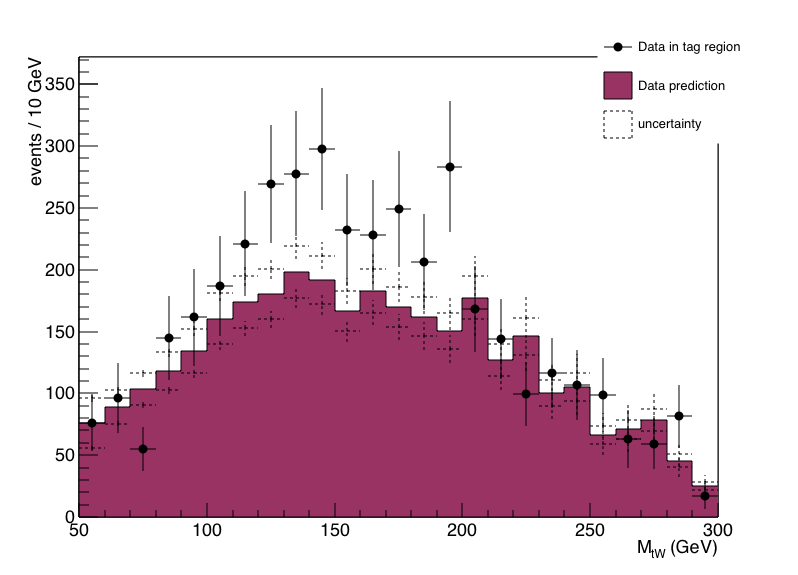 Data in tag region
Data prediction
uncertainty
events / 10 GeV
350
300
250
200
150
100
50
0
50 100 150 200 250 300
M_tW (GeV)